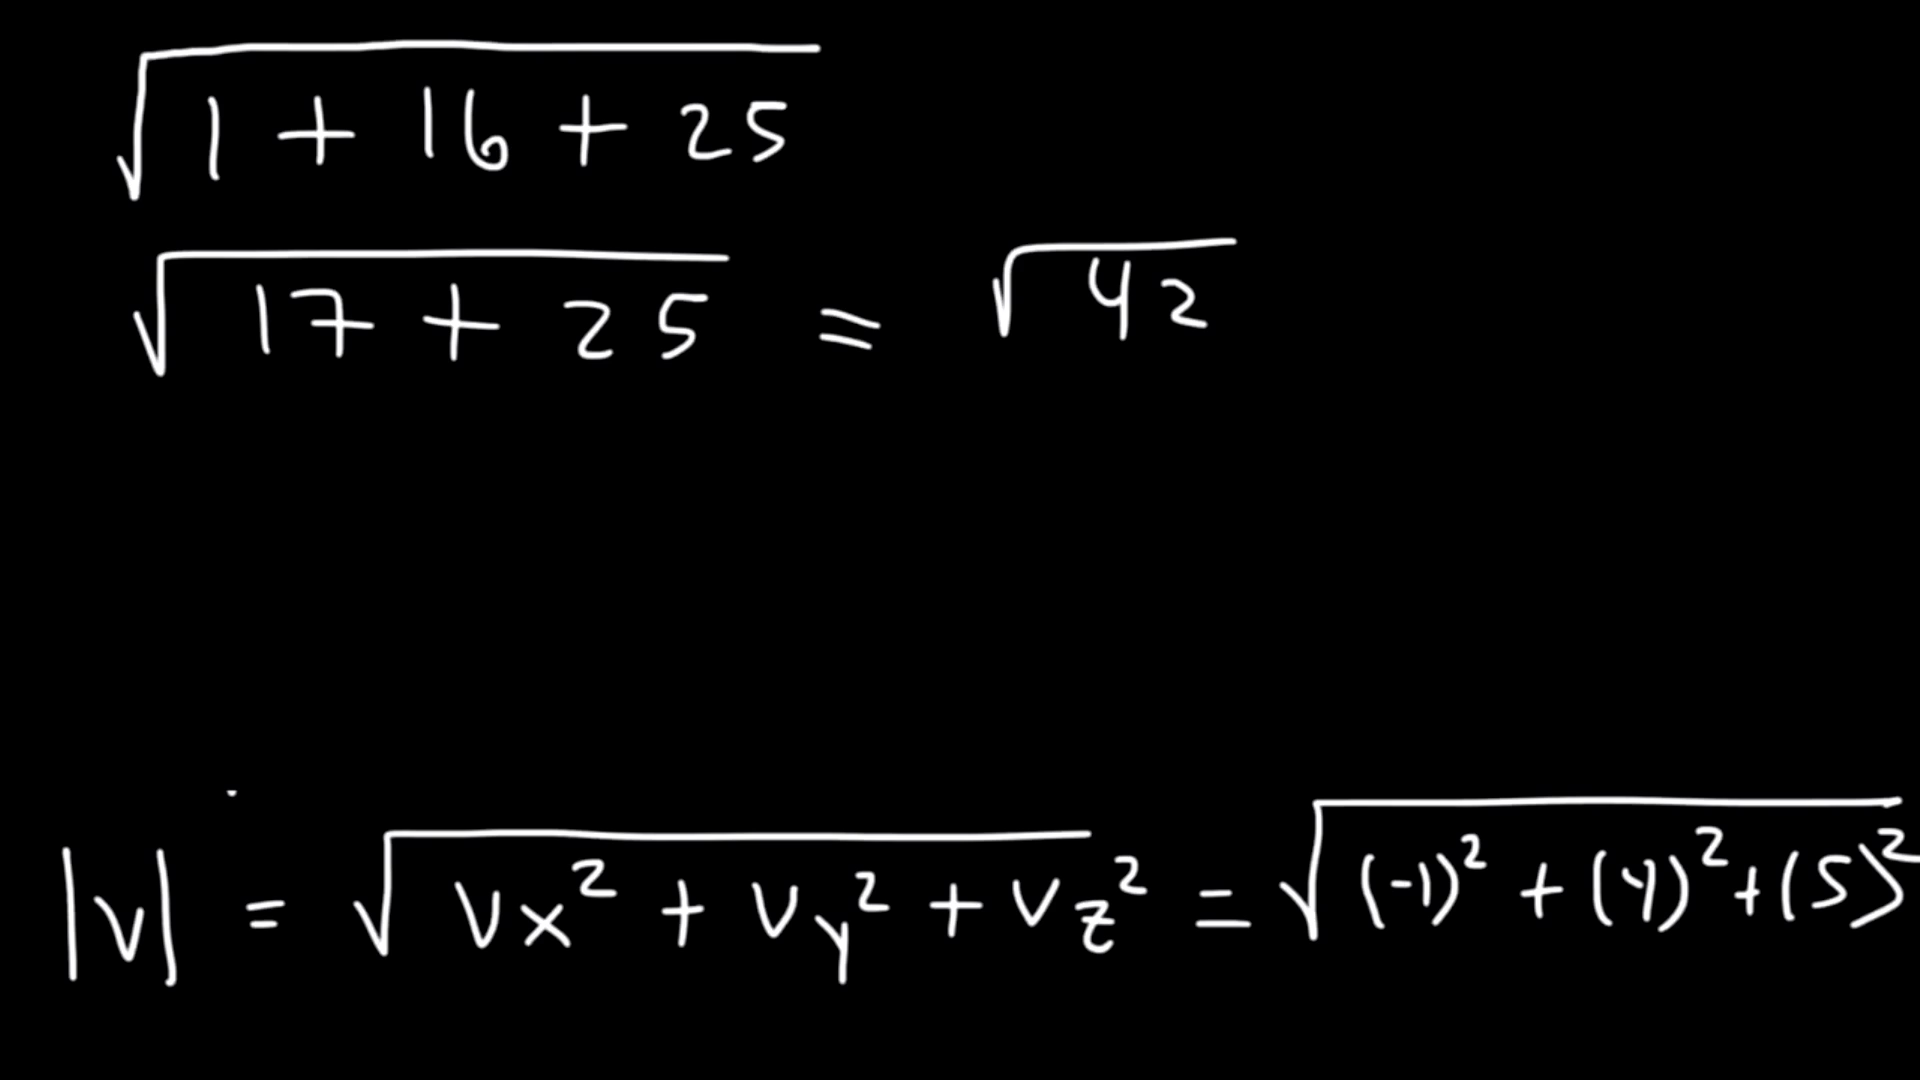 √1 + 16 + 25
√17 + 25 = √42
|v| = √Vx² + Vy² + Vz² = √(-1)² + (4)² + (5)²